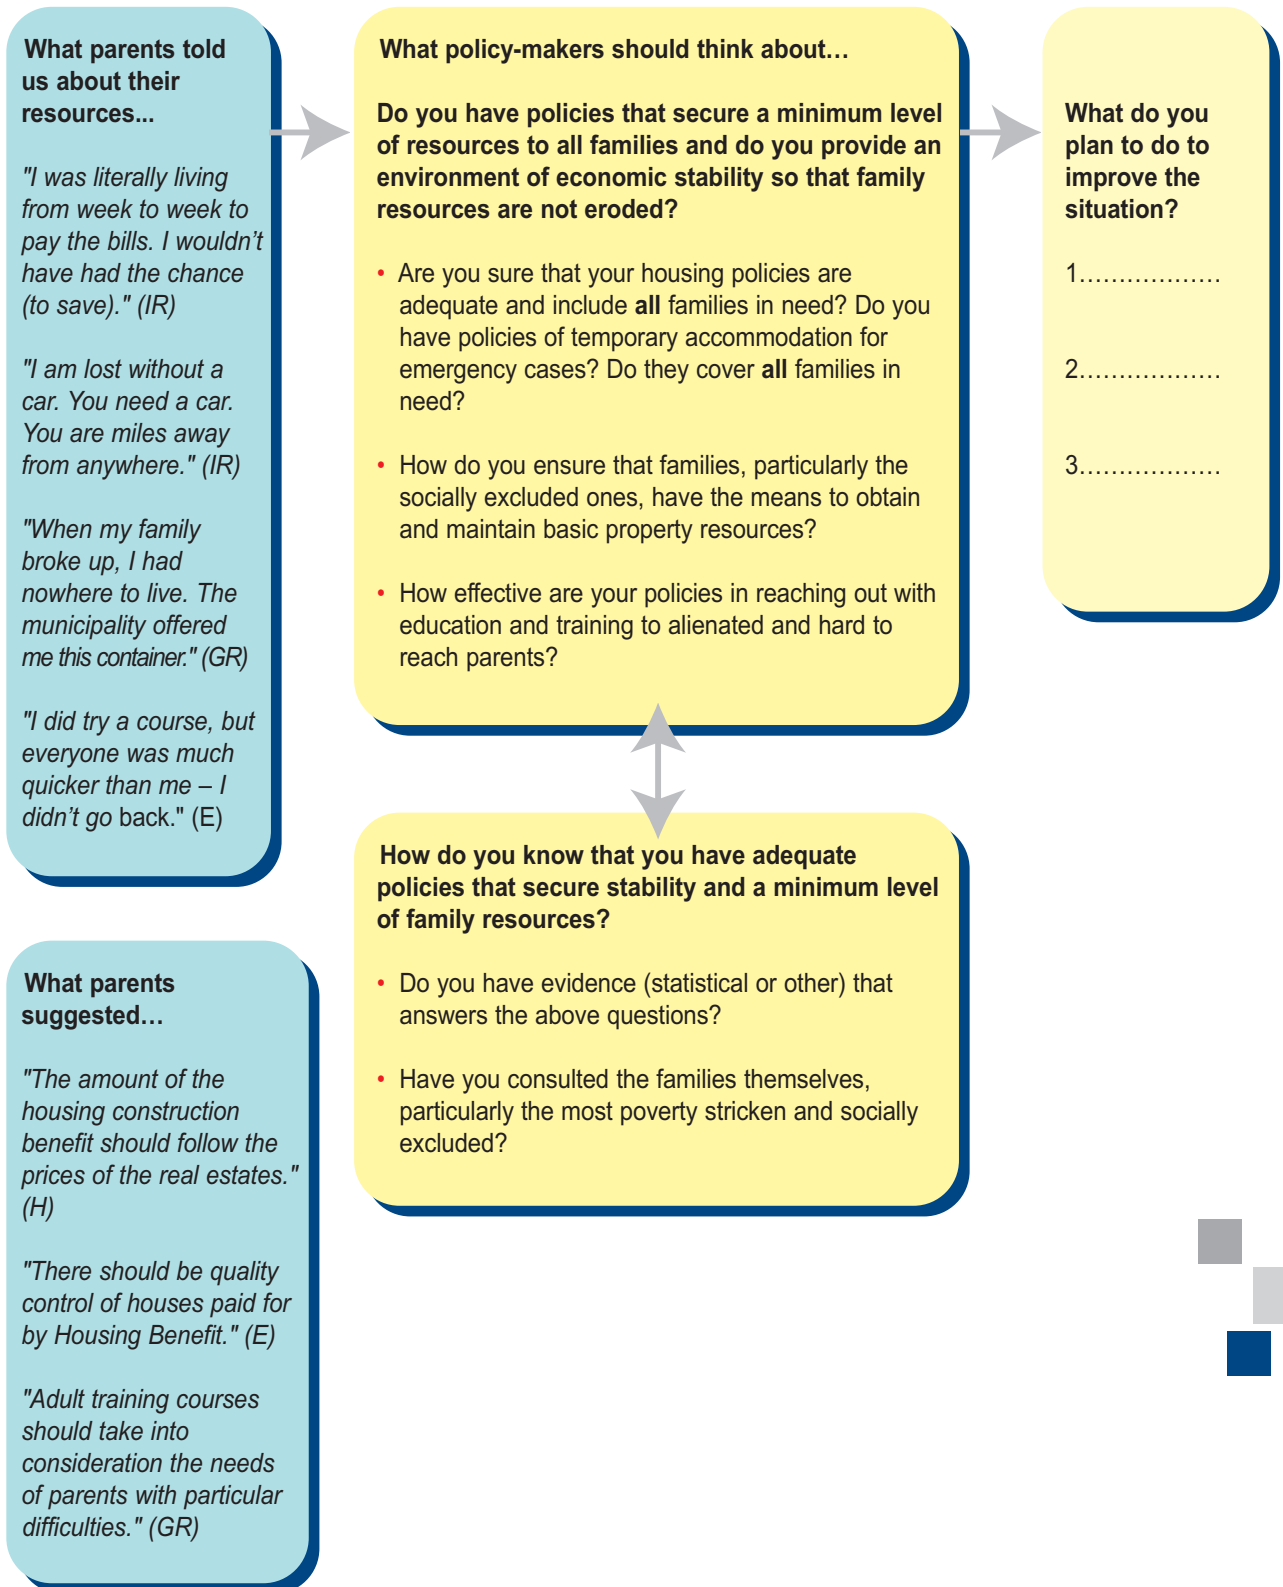 What parents told
us about their
resources...
"I was literally living
from week to week to
pay the bills. I wouldn't
have had the chance
(to save)." (IR)
"I am lost without a
car. You need a car.
You are miles away
from anywhere." (IR)
"When my family
broke up, I had
nowhere to live. The
municipality offered
me this container." (GR)
"I did try a course, but
everyone was much
quicker than me – I
didn't go back." (E)
What policy-makers should think about…
Do you have policies that secure a minimum level
of resources to all families and do you provide an
environment of economic stability so that family
resources are not eroded?
• Are you sure that your housing policies are
adequate and include all families in need? Do you
have policies of temporary accommodation for
emergency cases? Do they cover all families in
need?
• How do you ensure that families, particularly the
socially excluded ones, have the means to obtain
and maintain basic property resources?
• How effective are your policies in reaching out with
education and training to alienated and hard to
reach parents?
What do you
plan to do to
improve the
situation?
1………………
2………………
3………………
How do you know that you have adequate
policies that secure stability and a minimum level
of family resources?
• Do you have evidence (statistical or other) that
answers the above questions?
• Have you consulted the families themselves,
particularly the most poverty stricken and socially
excluded?
What parents
suggested…
"The amount of the
housing construction
benefit should follow the
prices of the real estates."
(H)
"There should be quality
control of houses paid for
by Housing Benefit." (E)
"Adult training courses
should take into
consideration the needs
of parents with particular
difficulties." (GR)